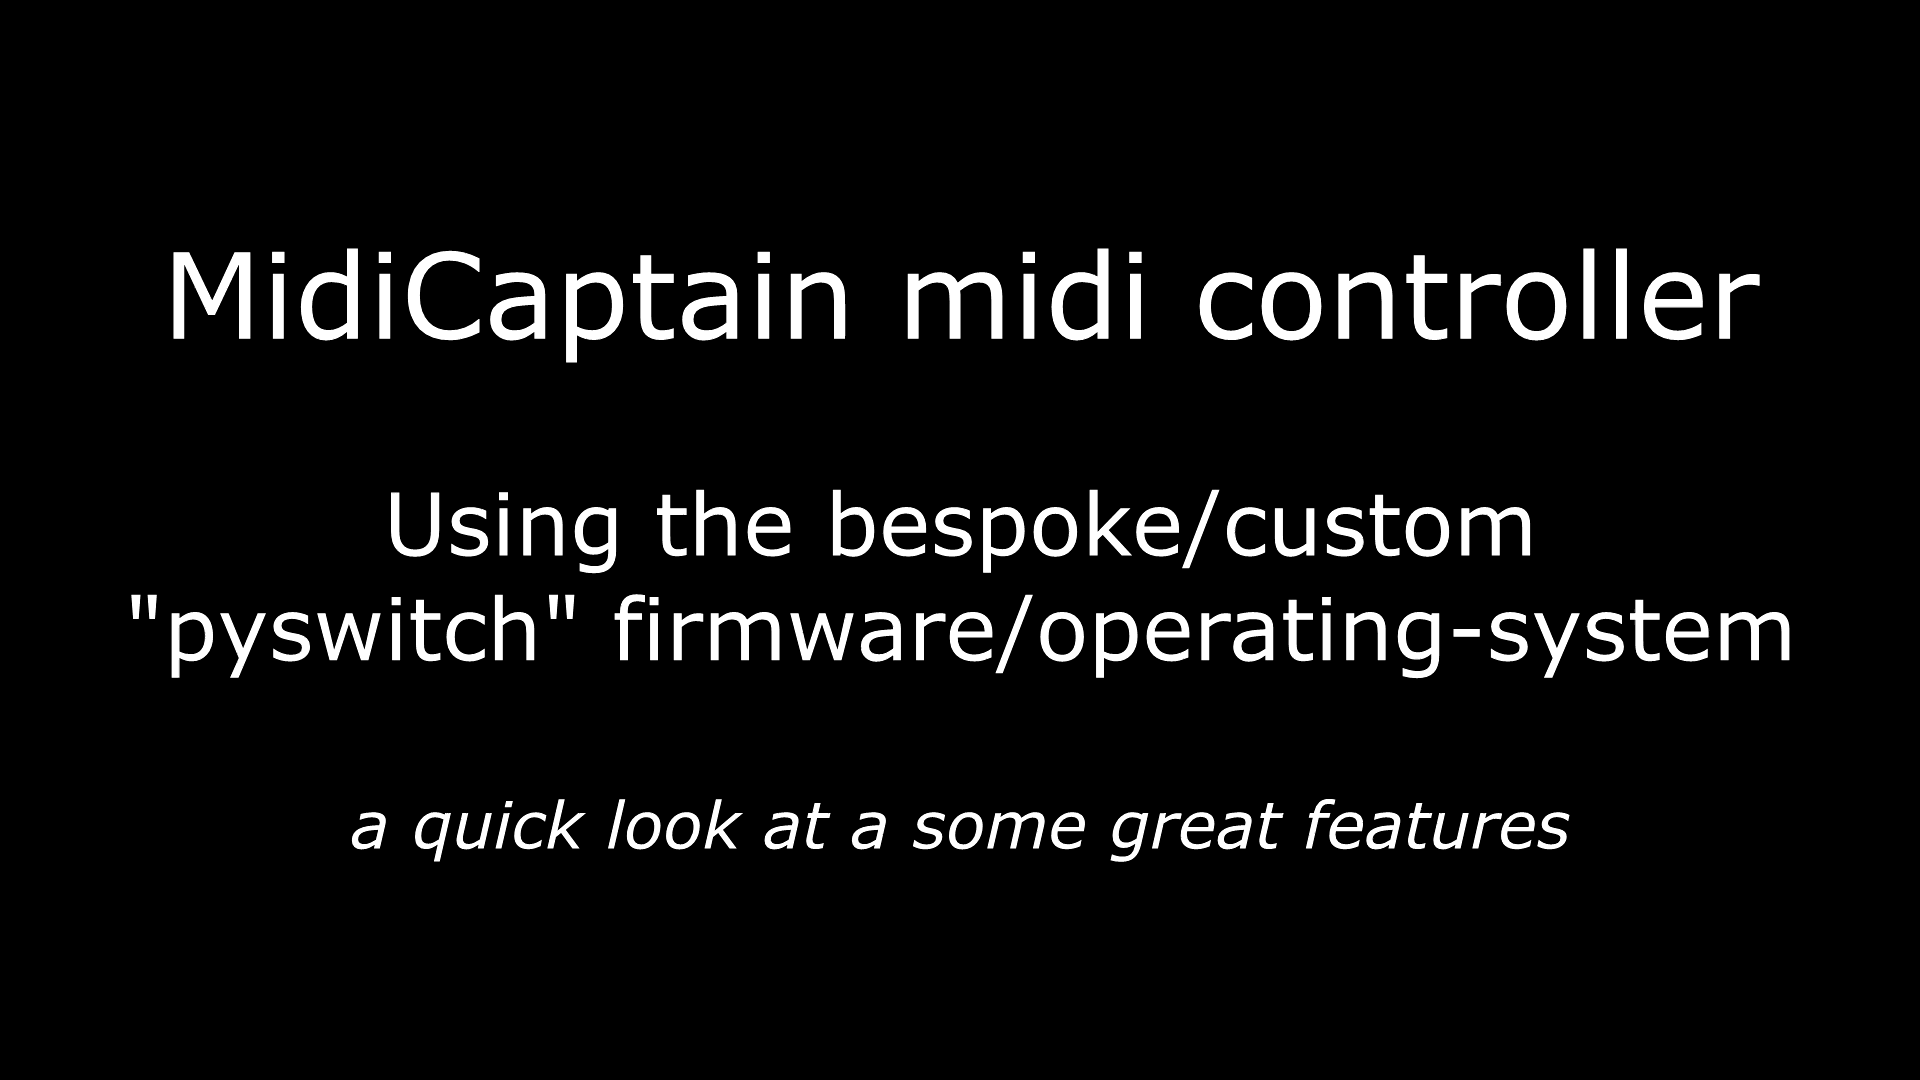 MidiCaptain midi controller
Using the bespoke/custom
"pyswitch" firmware/operating-system
a quick look at a some great features